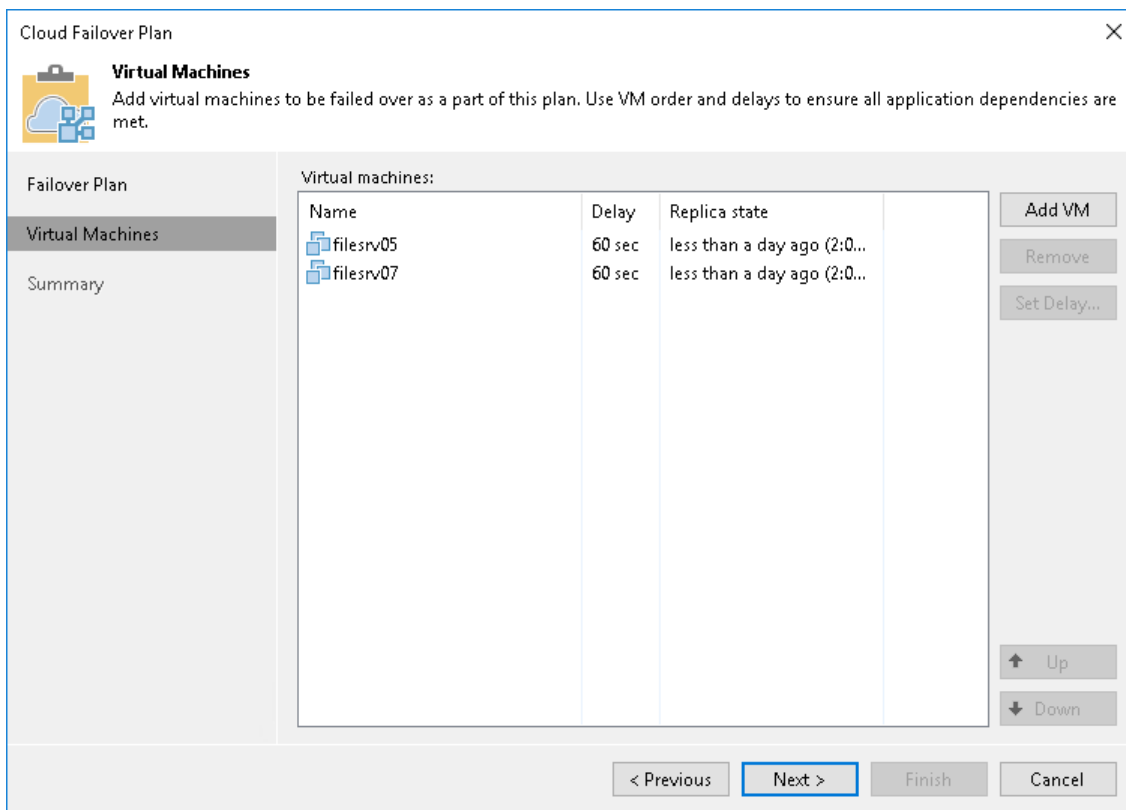 Cloud Failover Plan
Virtual Machines
Add virtual machines to be failed over as a part of this plan. Use VM order and delays to ensure all application dependencies are
met.
Failover Plan
Virtual Machines
Summary
Virtual machines:
Name Delay Replica state
filesrv05 60 sec less than a day ago (2:0...
filesrv07 60 sec less than a day ago (2:0...
Add VM
Remove
Set Delay...
Up
Down
< Previous Next > Finish Cancel